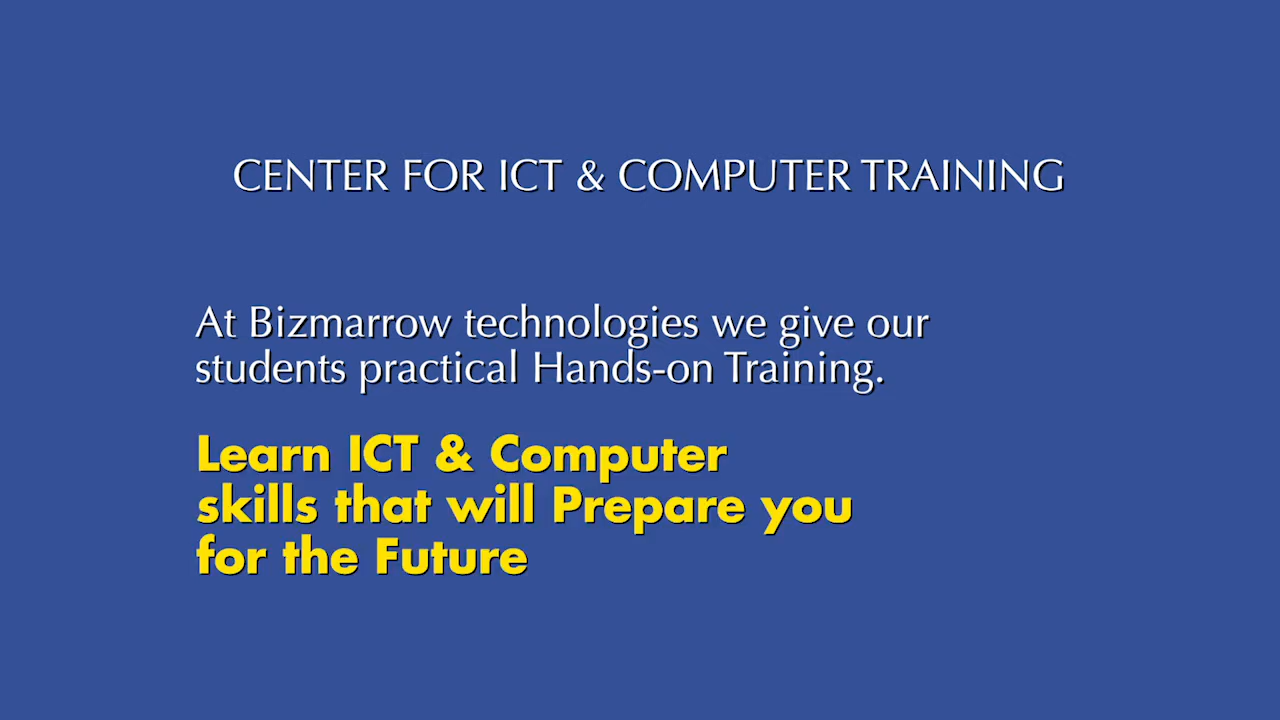 CENTER FOR ICT & COMPUTER TRAINING
At Bizmarrow technologies we give our
students practical Hands-on Training.
Learn ICT & Computer
skills that will Prepare you
for the Future